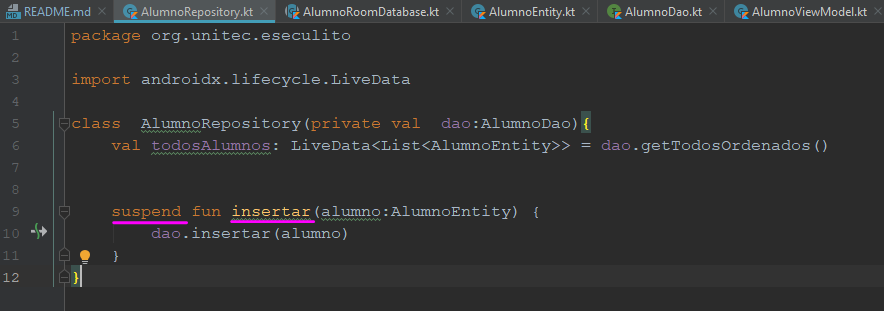 README.md AlumnoRepository.kt AlumnoRoomDatabase.kt AlumnoEntity.kt AlumnoDao.kt AlumnoViewModel.kt
1 package org.unitec.eseculito
2
3 import androidx.lifecycle.LiveData
4
5 class AlumnoRepository(private val dao:AlumnoDao){
6 val todosAlumnos: LiveData<List<AlumnoEntity>> = dao.getTodosOrdenados()
7
8
9 suspend fun insertar(alumno:AlumnoEntity) {
10 dao.insertar(alumno)
11 }
12 }